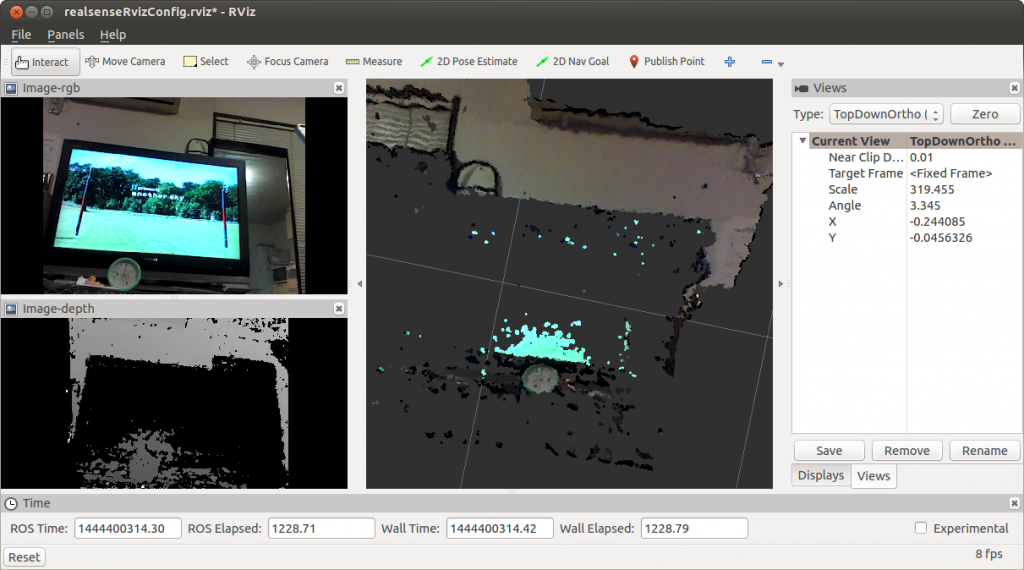 realsenseRvizConfig.rviz* - RViz
File Panels Help
Interact Move Camera Select Focus Camera Measure 2D Pose Estimate 2D Nav Goal Publish Point
Image-rgb
another sky
Image-depth
Views
Type: TopDownOrtho ( Zero
Current View TopDownOrtho ...
Near Clip D... 0.01
Target Frame <Fixed Frame>
Scale 319.455
Angle 3.345
X -0.244085
Y -0.0456326
Save Remove Rename
Displays Views
Time
ROS Time: 1444400314.30 ROS Elapsed: 1228.71 Wall Time: 1444400314.42 Wall Elapsed: 1228.79 Experimental
Reset 8 fps